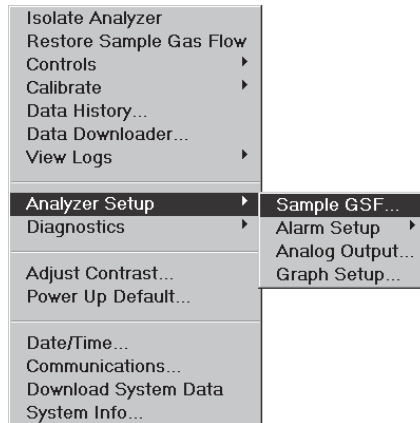 Isolate Analyzer
Restore Sample Gas Flow
Controls
Calibrate
Data History...
Data Downloader...
View Logs
Analyzer Setup
Diagnostics
Adjust Contrast...
Power Up Default...
Date/Time...
Communications...
Download System Data
System Info...
Sample GSF...
Alarm Setup
Analog Output...
Graph Setup...